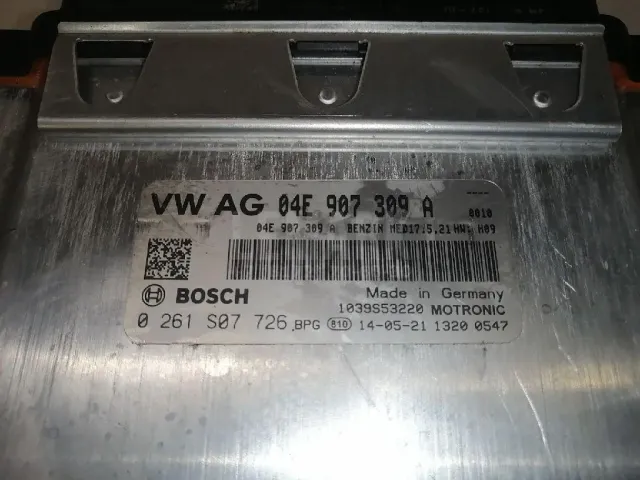 VW AG 04E 907 309 A 8010
04E 907 309 A BENZIN MED17.5.21 HW: H09
BOSCH Made in Germany
1039S53220 MOTRONIC
0 261 S07 726 BPG 810 14-05-21 1320 0547